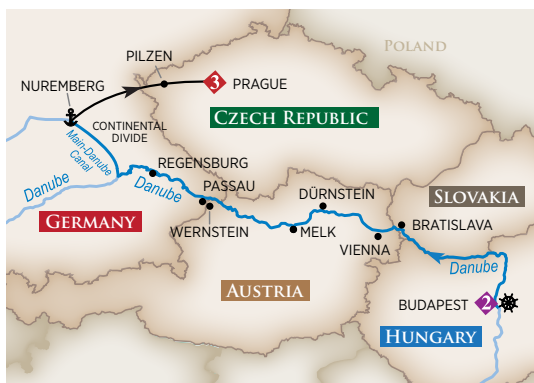 POLAND
PILZEN
NUREMBERG
3 PRAGUE
CZECH REPUBLIC
CONTINENTAL
DIVIDE
Main-Danube
Canal
REGENSBURG
Danube
Danube
PASSAU
DÜRNSTEIN
SLOVAKIA
GERMANY
WERNSTEIN
MELK
BRATISLAVA
VIENNA
Danube
AUSTRIA
BUDAPEST 2
HUNGARY